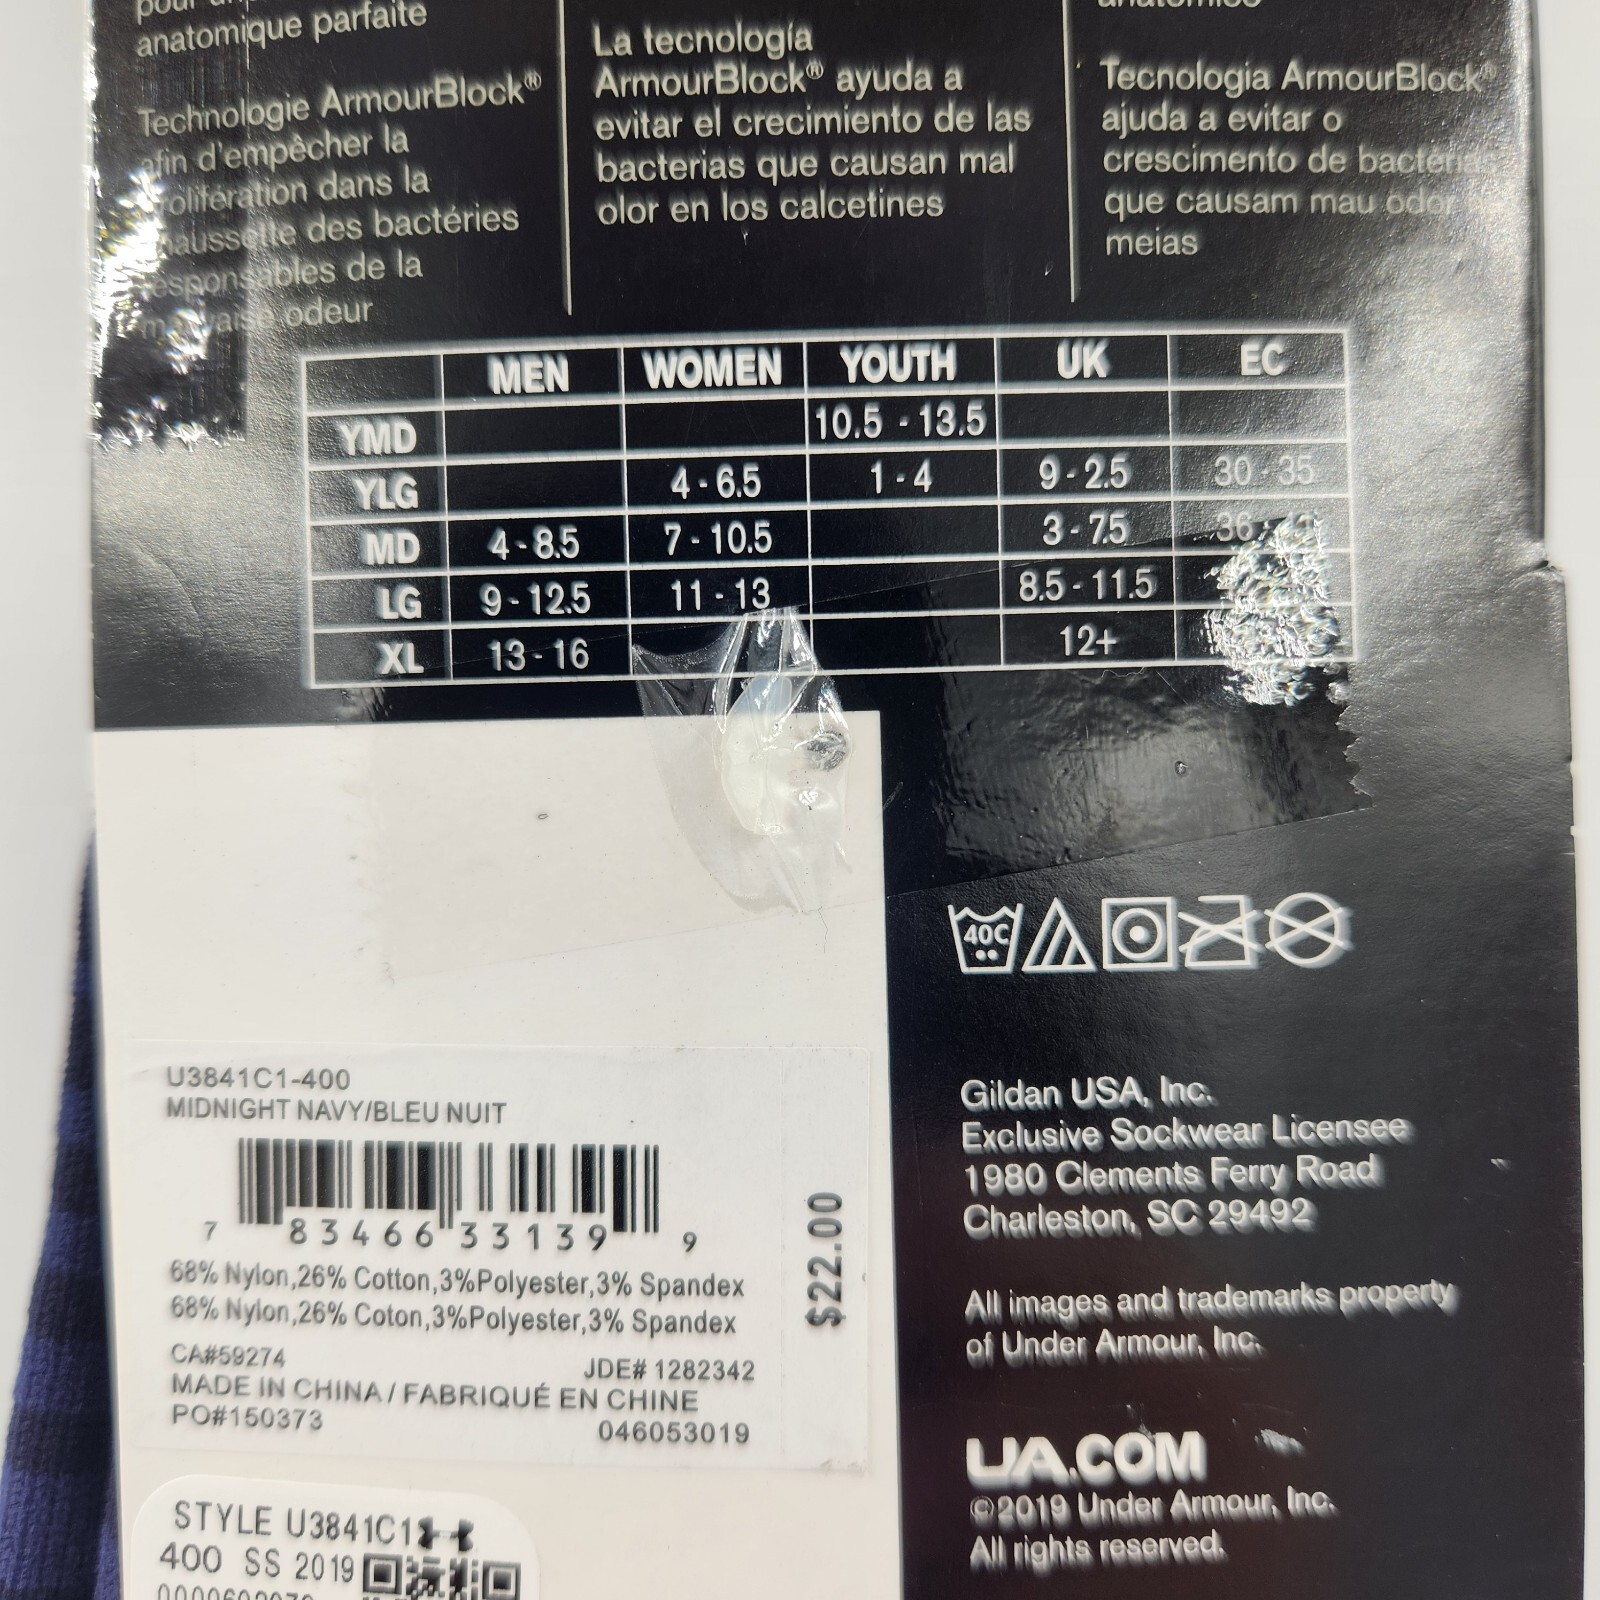 anatomique parfaite
Technologie ArmourBlock®
afin d'empêcher la
dans la
des bactéries
de la
odeur
La tecnología
ArmourBlock® ayuda a
evitar el crecimiento de las
bacterias que causan mal
olor en los calcetines
Tecnologia ArmourBlock®
ajuda a evitar o
crescimento de bactérias
que causam mau odor
meias
MEN WOMEN YOUTH UK EC
YMD 10.5 - 13.5
YLG 4 - 6.5 1 - 4 9 - 2.5 30 - 35
MD 4 - 8.5 7 - 10.5 3 - 7.5 36 -
LG 9 - 12.5 11 - 13 8.5 - 11.5
XL 13 - 16 12+
40C
U3841C1-400
MIDNIGHT NAVY/BLEU NUIT
7 83466 33139 9
68% Nylon,26% Cotton,3%Polyester,3% Spandex
68% Nylon,26% Coton,3%Polyester,3% Spandex
CA#59274 JDE# 1282342
MADE IN CHINA / FABRIQUÉ EN CHINE
PO#150373 046053019
$22.00
STYLE U3841C1
400 SS 2019
Gildan USA, Inc.
Exclusive Sockwear Licensee
1980 Clements Ferry Road
Charleston, SC 29492
All images and trademarks property
of Under Armour, Inc.
UA.COM
©2019 Under Armour, Inc.
All rights reserved.